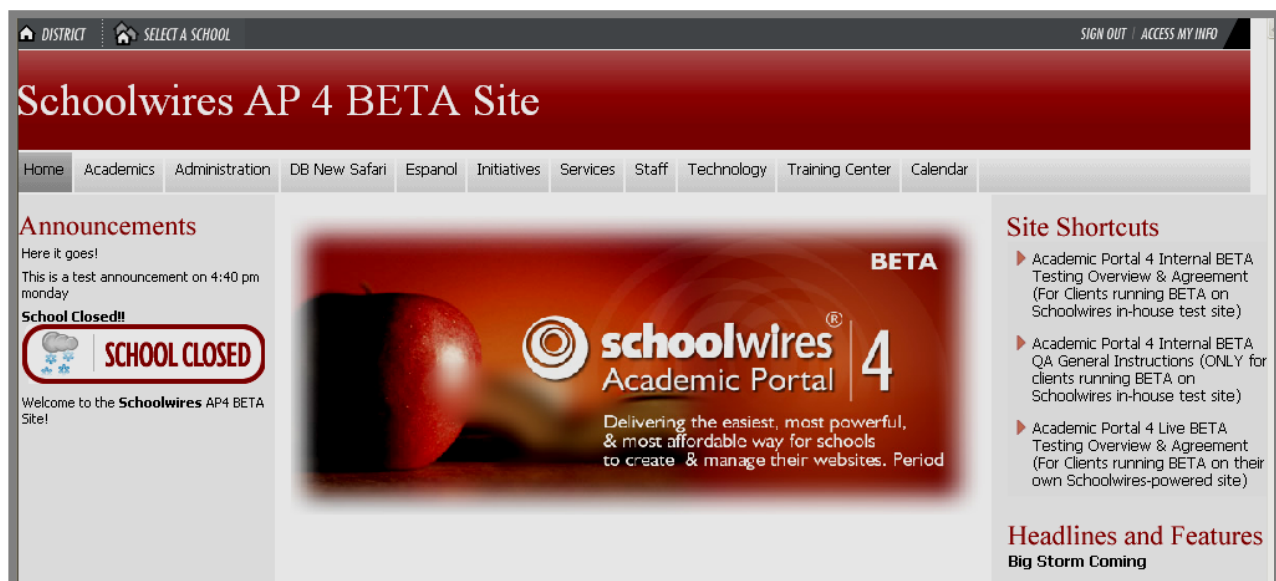 DISTRICT SELECT A SCHOOL SIGN OUT | ACCESS MY INFO
Schoolwires AP 4 BETA Site
Home Academics Administration DB New Safari Espanol Initiatives Services Staff Technology Training Center Calendar
Announcements
Here it goes!
This is a test announcement on 4:40 pm
monday
School Closed!!
SCHOOL CLOSED
Welcome to the Schoolwires AP4 BETA
Site!
BETA
schoolwires®
Academic Portal 4
Delivering the easiest, most powerful,
& most affordable way for schools
to create & manage their websites. Period
Site Shortcuts
Academic Portal 4 Internal BETA
Testing Overview & Agreement
(For Clients running BETA on
Schoolwires in-house test site)
Academic Portal 4 Internal BETA
QA General Instructions (ONLY for
clients running BETA on
Schoolwires in-house test site)
Academic Portal 4 Live BETA
Testing Overview & Agreement
(For Clients running BETA on their
own Schoolwires-powered site)
Headlines and Features
Big Storm Coming